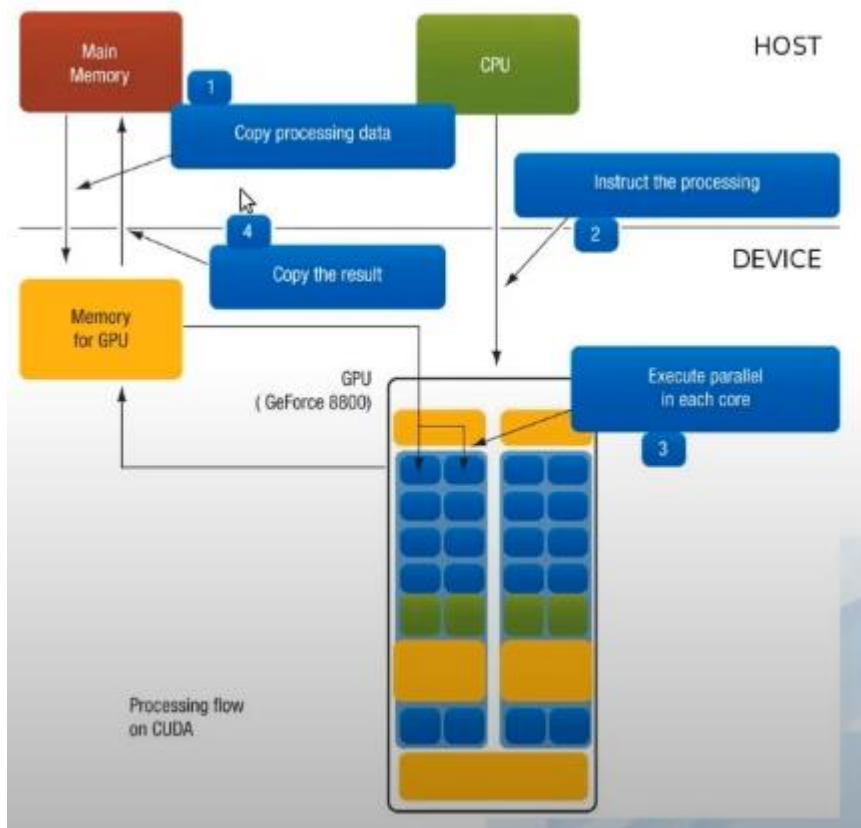 Main
Memory
CPU
HOST
1
Copy processing data
Instruct the processing
2
4
Copy the result
DEVICE
Memory
for GPU
GPU
( GeForce 8800)
Execute parallel
in each core
3
Processing flow
on CUDA